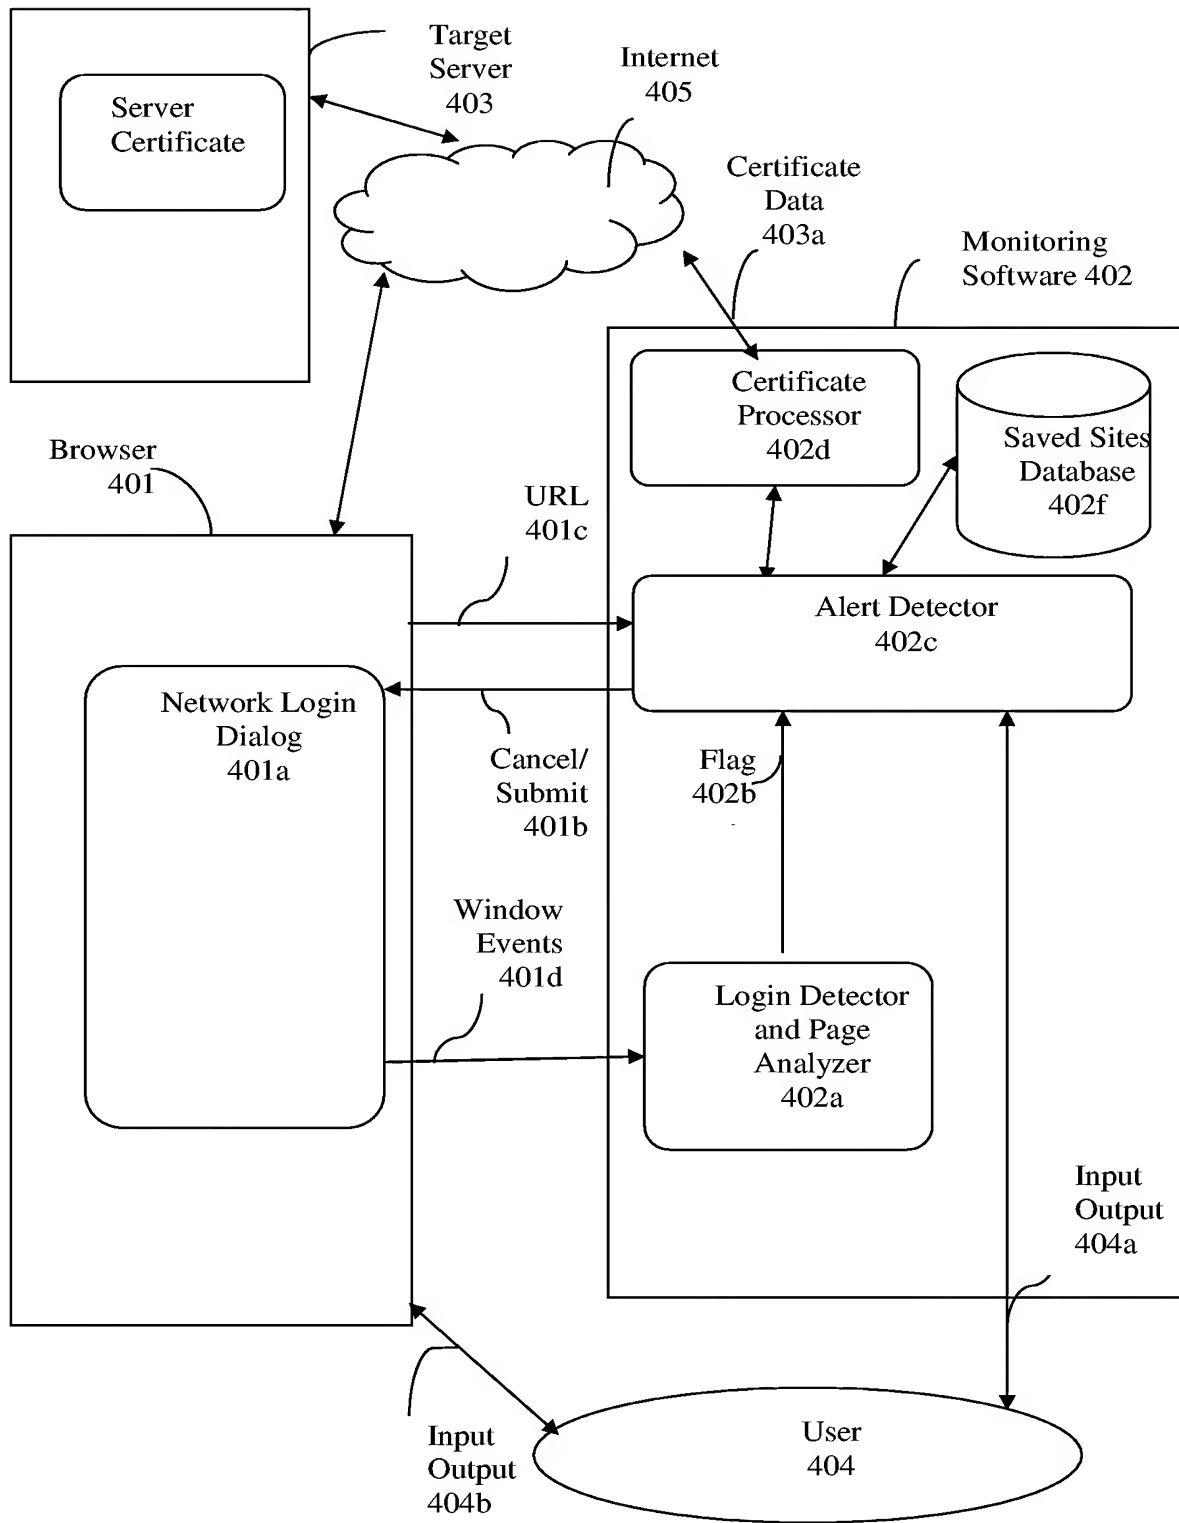 Target
Server
403
Internet
405
Server
Certificate
Certificate
Data
403a
Monitoring
Software 402
Certificate
Processor
402d
Saved Sites
Database
402f
Browser
401
URL
401c
Alert Detector
402c
Network Login
Dialog
401a
Cancel/
Submit
401b
Flag
402b
Window
Events
401d
Login Detector
and Page
Analyzer
402a
Input
Output
404a
User
404
Input
Output
404b